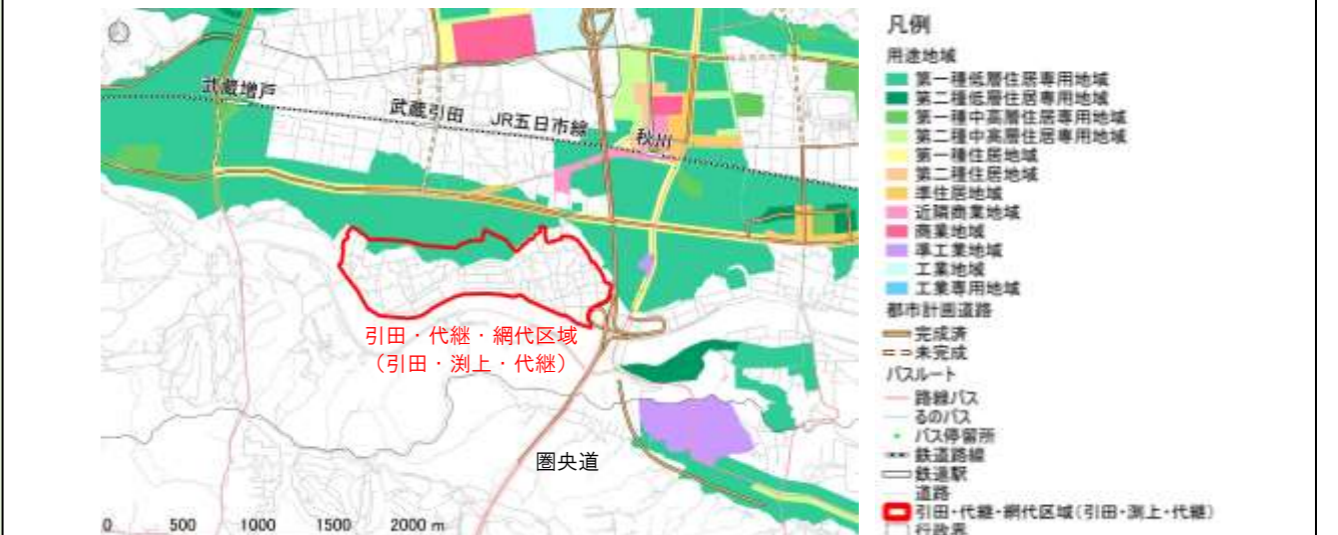 武蔵増戸
武蔵引田 JR五日市線
秋川
引田・代継・網代区域
（引田・渕上・代継）
圏央道
0 500 1000 1500 2000 m
凡例
用途地域
第一種低層住居専用地域
第二種低層住居専用地域
第一種中高層住居専用地域
第二種中高層住居専用地域
第一種住居地域
第二種住居地域
準住居地域
近隣商業地域
商業地域
準工業地域
工業地域
工業専用地域
都市計画道路
完成済
未完成
バスルート
路線バス
るのバス
バス停留所
鉄道路線
鉄道駅
道路
引田・代継・網代区域(引田・渕上・代継)
行政界